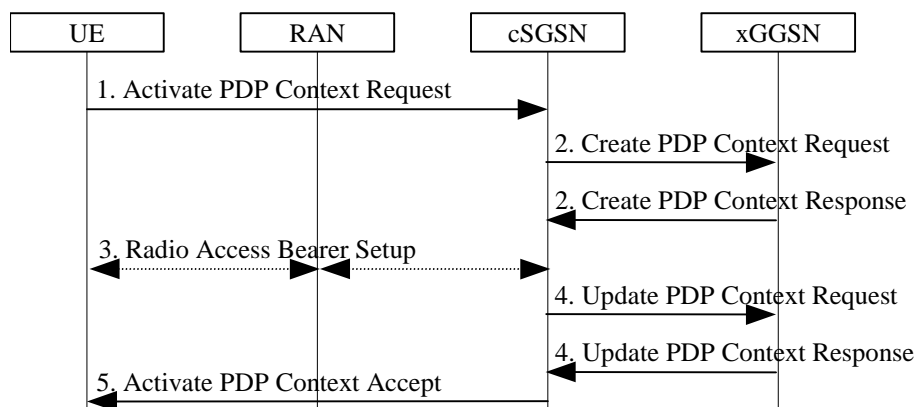 UE RAN cSGSN xGGSN
1. Activate PDP Context Request
2. Create PDP Context Request
2. Create PDP Context Response
3. Radio Access Bearer Setup
4. Update PDP Context Request
4. Update PDP Context Response
5. Activate PDP Context Accept